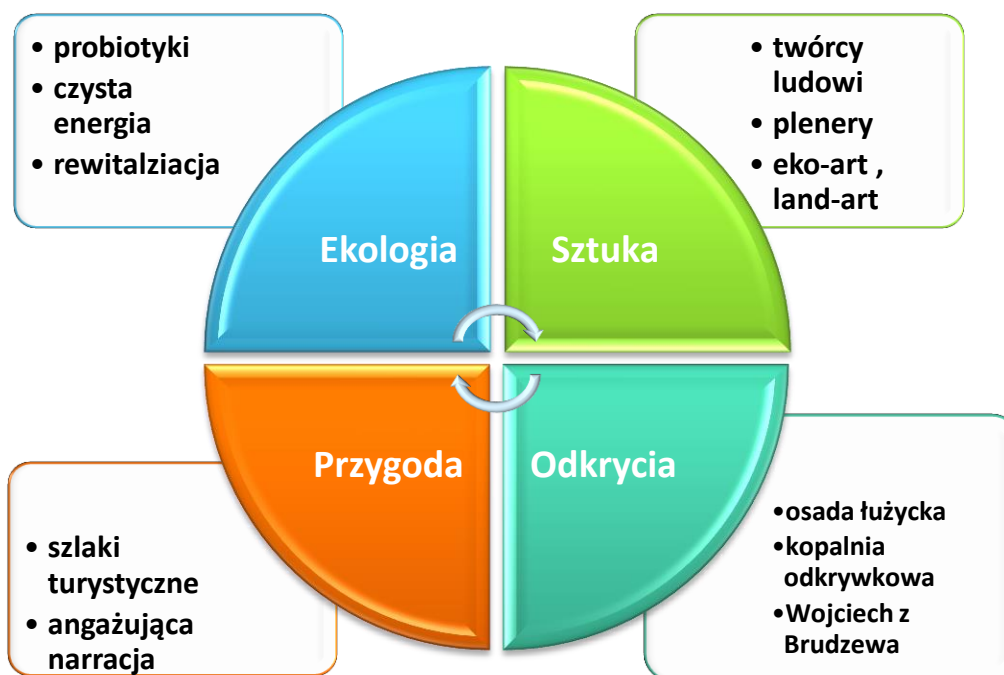 • probiotyki
• czysta
energia
• rewitalziacja
• twórcy
ludowi
• plenery
• eko-art ,
land-art
Ekologia
Sztuka
Przygoda
Odkrycia
• szlaki
turystyczne
• angażująca
narracja
•osada łużycka
•kopalnia
odkrywkowa
•Wojciech z
Brudzewa